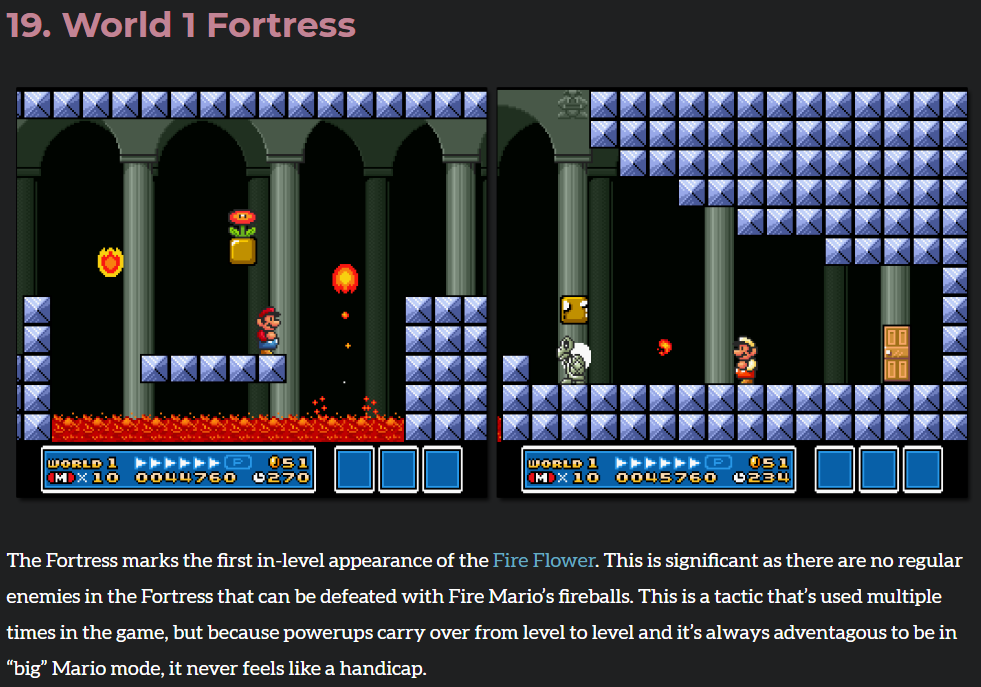 19. World 1 Fortress
WORLD 1 P 51
M × 10 0044760 270
WORLD 1 P 51
M × 10 0045760 234
The Fortress marks the first in-level appearance of the Fire Flower. This is significant as there are no regular
enemies in the Fortress that can be defeated with Fire Mario’s fireballs. This is a tactic that’s used multiple
times in the game, but because powerups carry over from level to level and it’s always adventagous to be in
“big” Mario mode, it never feels like a handicap.